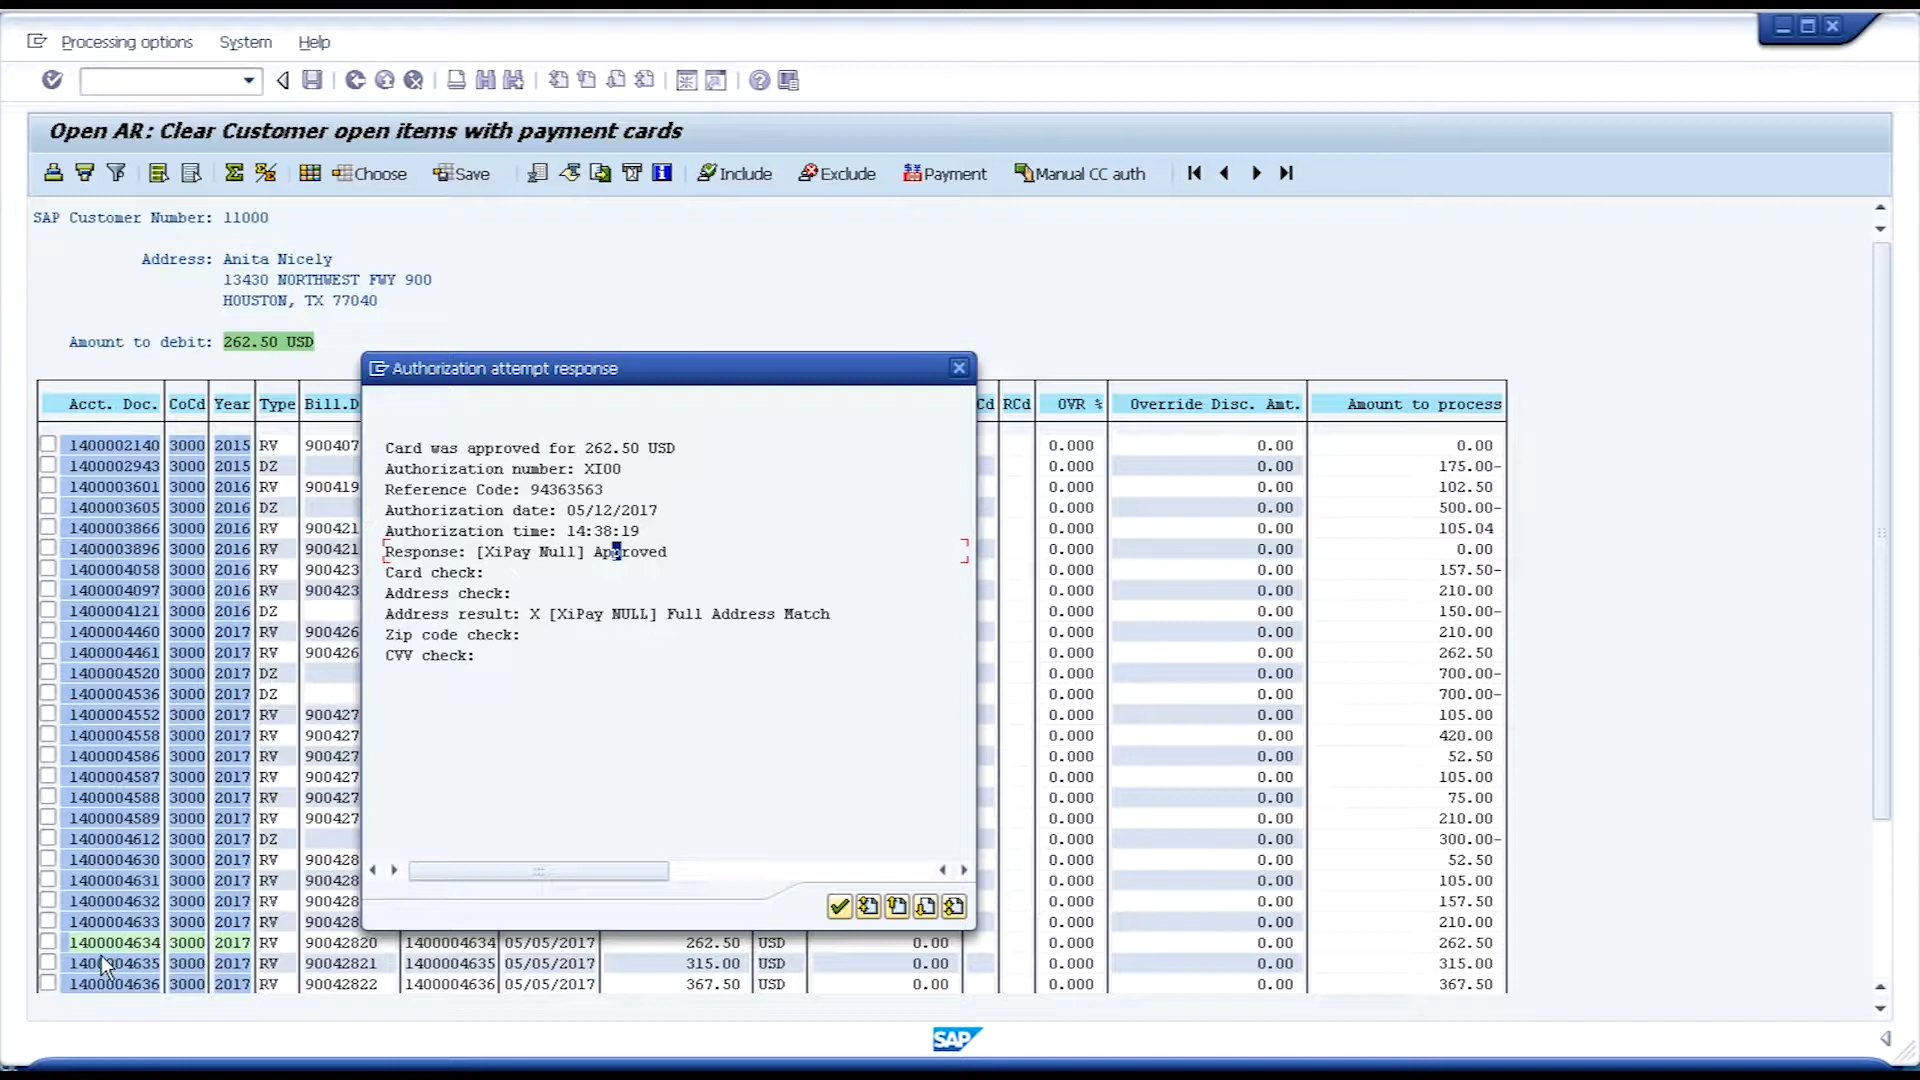 Processing options System Help
Open AR: Clear Customer open items with payment cards
Choose Save Include Exclude Payment Manual CC auth
SAP Customer Number: 11000
Address: Anita Nicely
13430 NORTHWEST FWY 900
HOUSTON, TX 77040
Amount to debit: 262.50 USD
Authorization attempt response
Card was approved for 262.50 USD
Authorization number: XI00
Reference Code: 94363563
Authorization date: 05/12/2017
Authorization time: 14:38:19
Response: [XiPay Null] Approved
Card check:
Address check:
Address result: X [XiPay NULL] Full Address Match
Zip code check:
CVV check:
Acct. Doc. CoCd Year Type Bill.D Cd RCd OVR % Override Disc. Amt. Amount to process
1400002140 3000 2015 RV 900407 0.000 0.00 0.00
1400002943 3000 2015 DZ 0.000 0.00 175.00-
1400003601 3000 2016 RV 900419 0.000 0.00 102.50
1400003605 3000 2016 DZ 0.000 0.00 500.00-
1400003866 3000 2016 RV 900421 0.000 0.00 105.04
1400003896 3000 2016 RV 900421 0.000 0.00 0.00
1400004058 3000 2016 RV 900423 0.000 0.00 157.50-
1400004097 3000 2016 RV 900423 0.000 0.00 210.00
1400004121 3000 2016 DZ 0.000 0.00 150.00-
1400004460 3000 2017 RV 900426 0.000 0.00 210.00
1400004461 3000 2017 RV 900426 0.000 0.00 262.50
1400004520 3000 2017 DZ 0.000 0.00 700.00-
1400004536 3000 2017 DZ 0.000 0.00 700.00-
1400004552 3000 2017 RV 900427 0.000 0.00 105.00
1400004558 3000 2017 RV 900427 0.000 0.00 420.00
1400004586 3000 2017 RV 900427 0.000 0.00 52.50
1400004587 3000 2017 RV 900427 0.000 0.00 105.00
1400004588 3000 2017 RV 900427 0.000 0.00 75.00
1400004589 3000 2017 RV 900427 0.000 0.00 210.00
1400004612 3000 2017 DZ 0.000 0.00 300.00-
1400004630 3000 2017 RV 900428 0.000 0.00 52.50
1400004631 3000 2017 RV 900428 0.000 0.00 105.00
1400004632 3000 2017 RV 900428 0.000 0.00 157.50
1400004633 3000 2017 RV 900428 0.000 0.00 210.00
1400004634 3000 2017 RV 90042820 1400004634 05/05/2017 262.50 USD 0.00 0.000 0.00 262.50
1400004635 3000 2017 RV 90042821 1400004635 05/05/2017 315.00 USD 0.00 0.000 0.00 315.00
1400004636 3000 2017 RV 90042822 1400004636 05/05/2017 367.50 USD 0.00 0.000 0.00 367.50
SAP